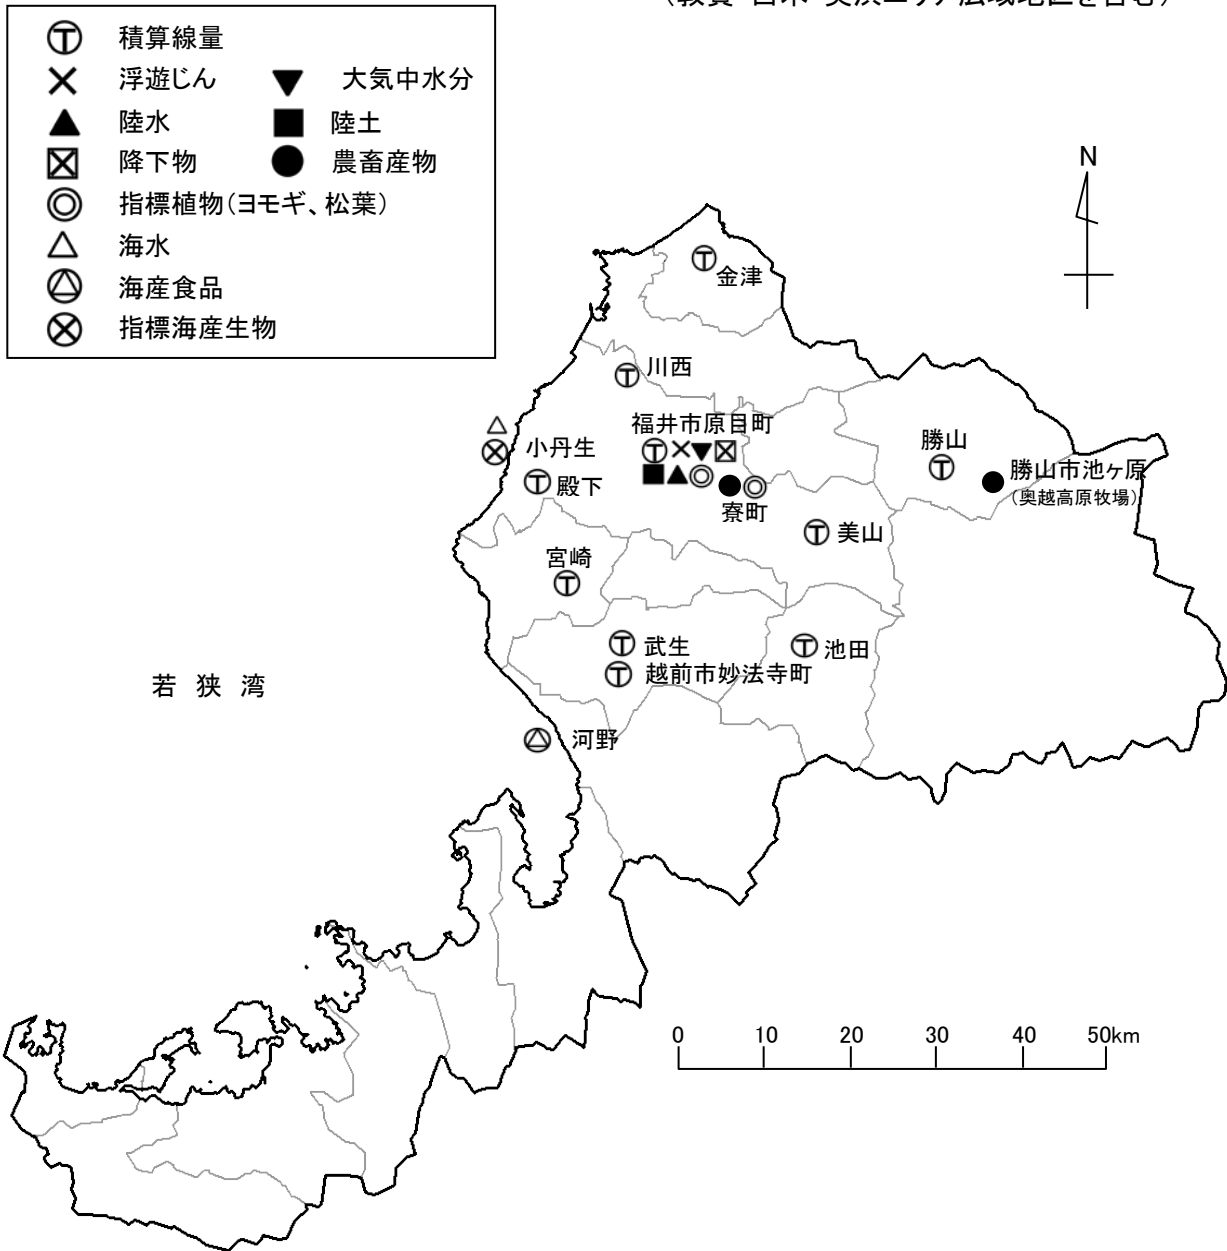 積算線量
浮遊じん 大気中水分
陸水 陸土
降下物 農畜産物
指標植物(ヨモギ、松葉)
海水
海産食品
指標海産生物
N
金津
川西
福井市原目町
小丹生
殿下
寮町
勝山
勝山市池ヶ原
(奥越高原牧場)
美山
宮崎
武生
越前市妙法寺町
池田
若狭湾
河野
0 10 20 30 40 50km